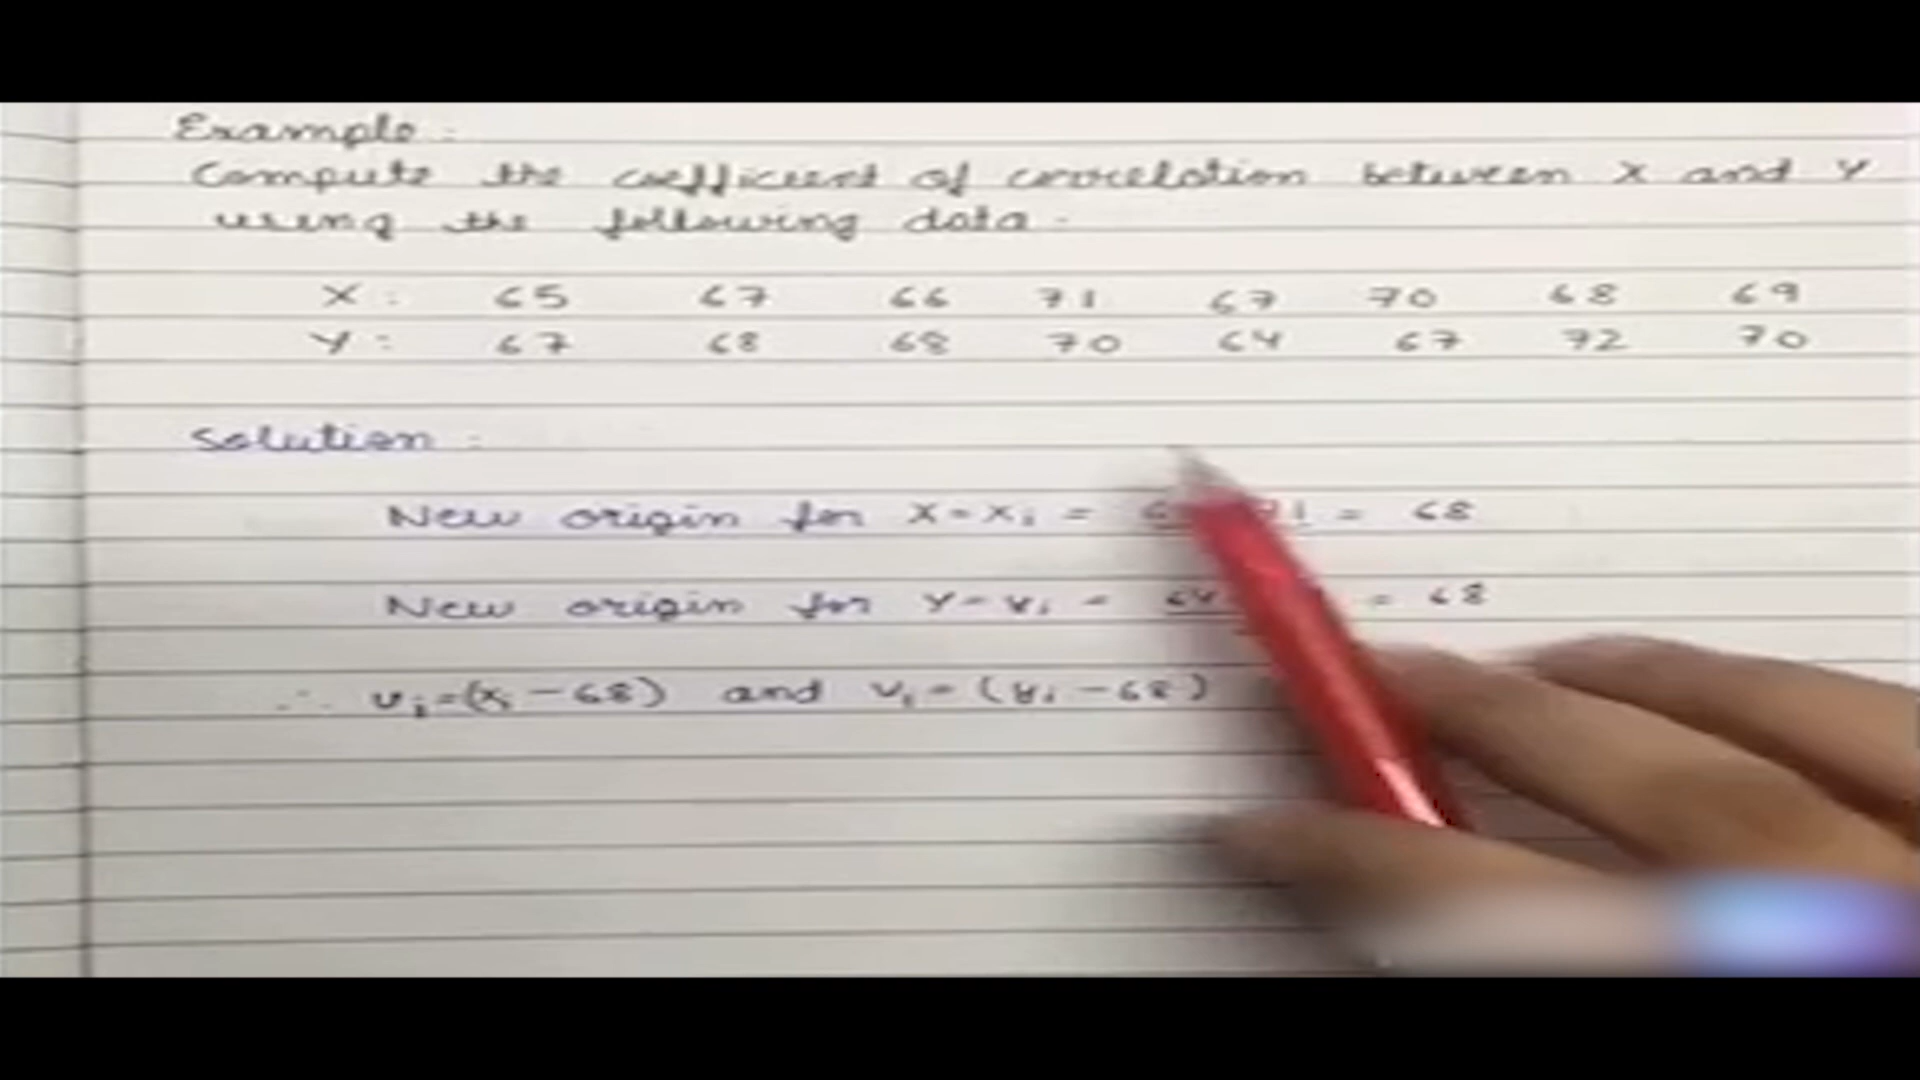 Example:
Compute the coefficient of correlation between X and Y
using the following data.
X: 65 67 66 71 67 70 68 69
Y: 67 68 68 70 64 67 72 70
Solution:
New origin for X = Xi = = 68
New origin for Y = Yi = 64 = 68
∴ ui = (xi - 68) and vi = (yi - 68)